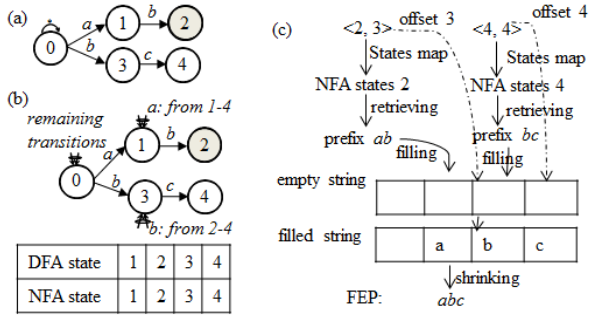 (a)
0
a
1
b
2
b
3
c
4
(b)
remaining
transitions
a: from 1-4
0
a
1
b
2
b
3
c
4
b: from 2-4
DFA state 1 2 3 4
NFA state 1 2 3 4
(c)
<2, 3> offset 3 <4, 4> offset 4
States map States map
NFA states 2 NFA states 4
retrieving retrieving
prefix ab prefix bc
filling filling
empty string
filled string a b c
shrinking
FEP: abc